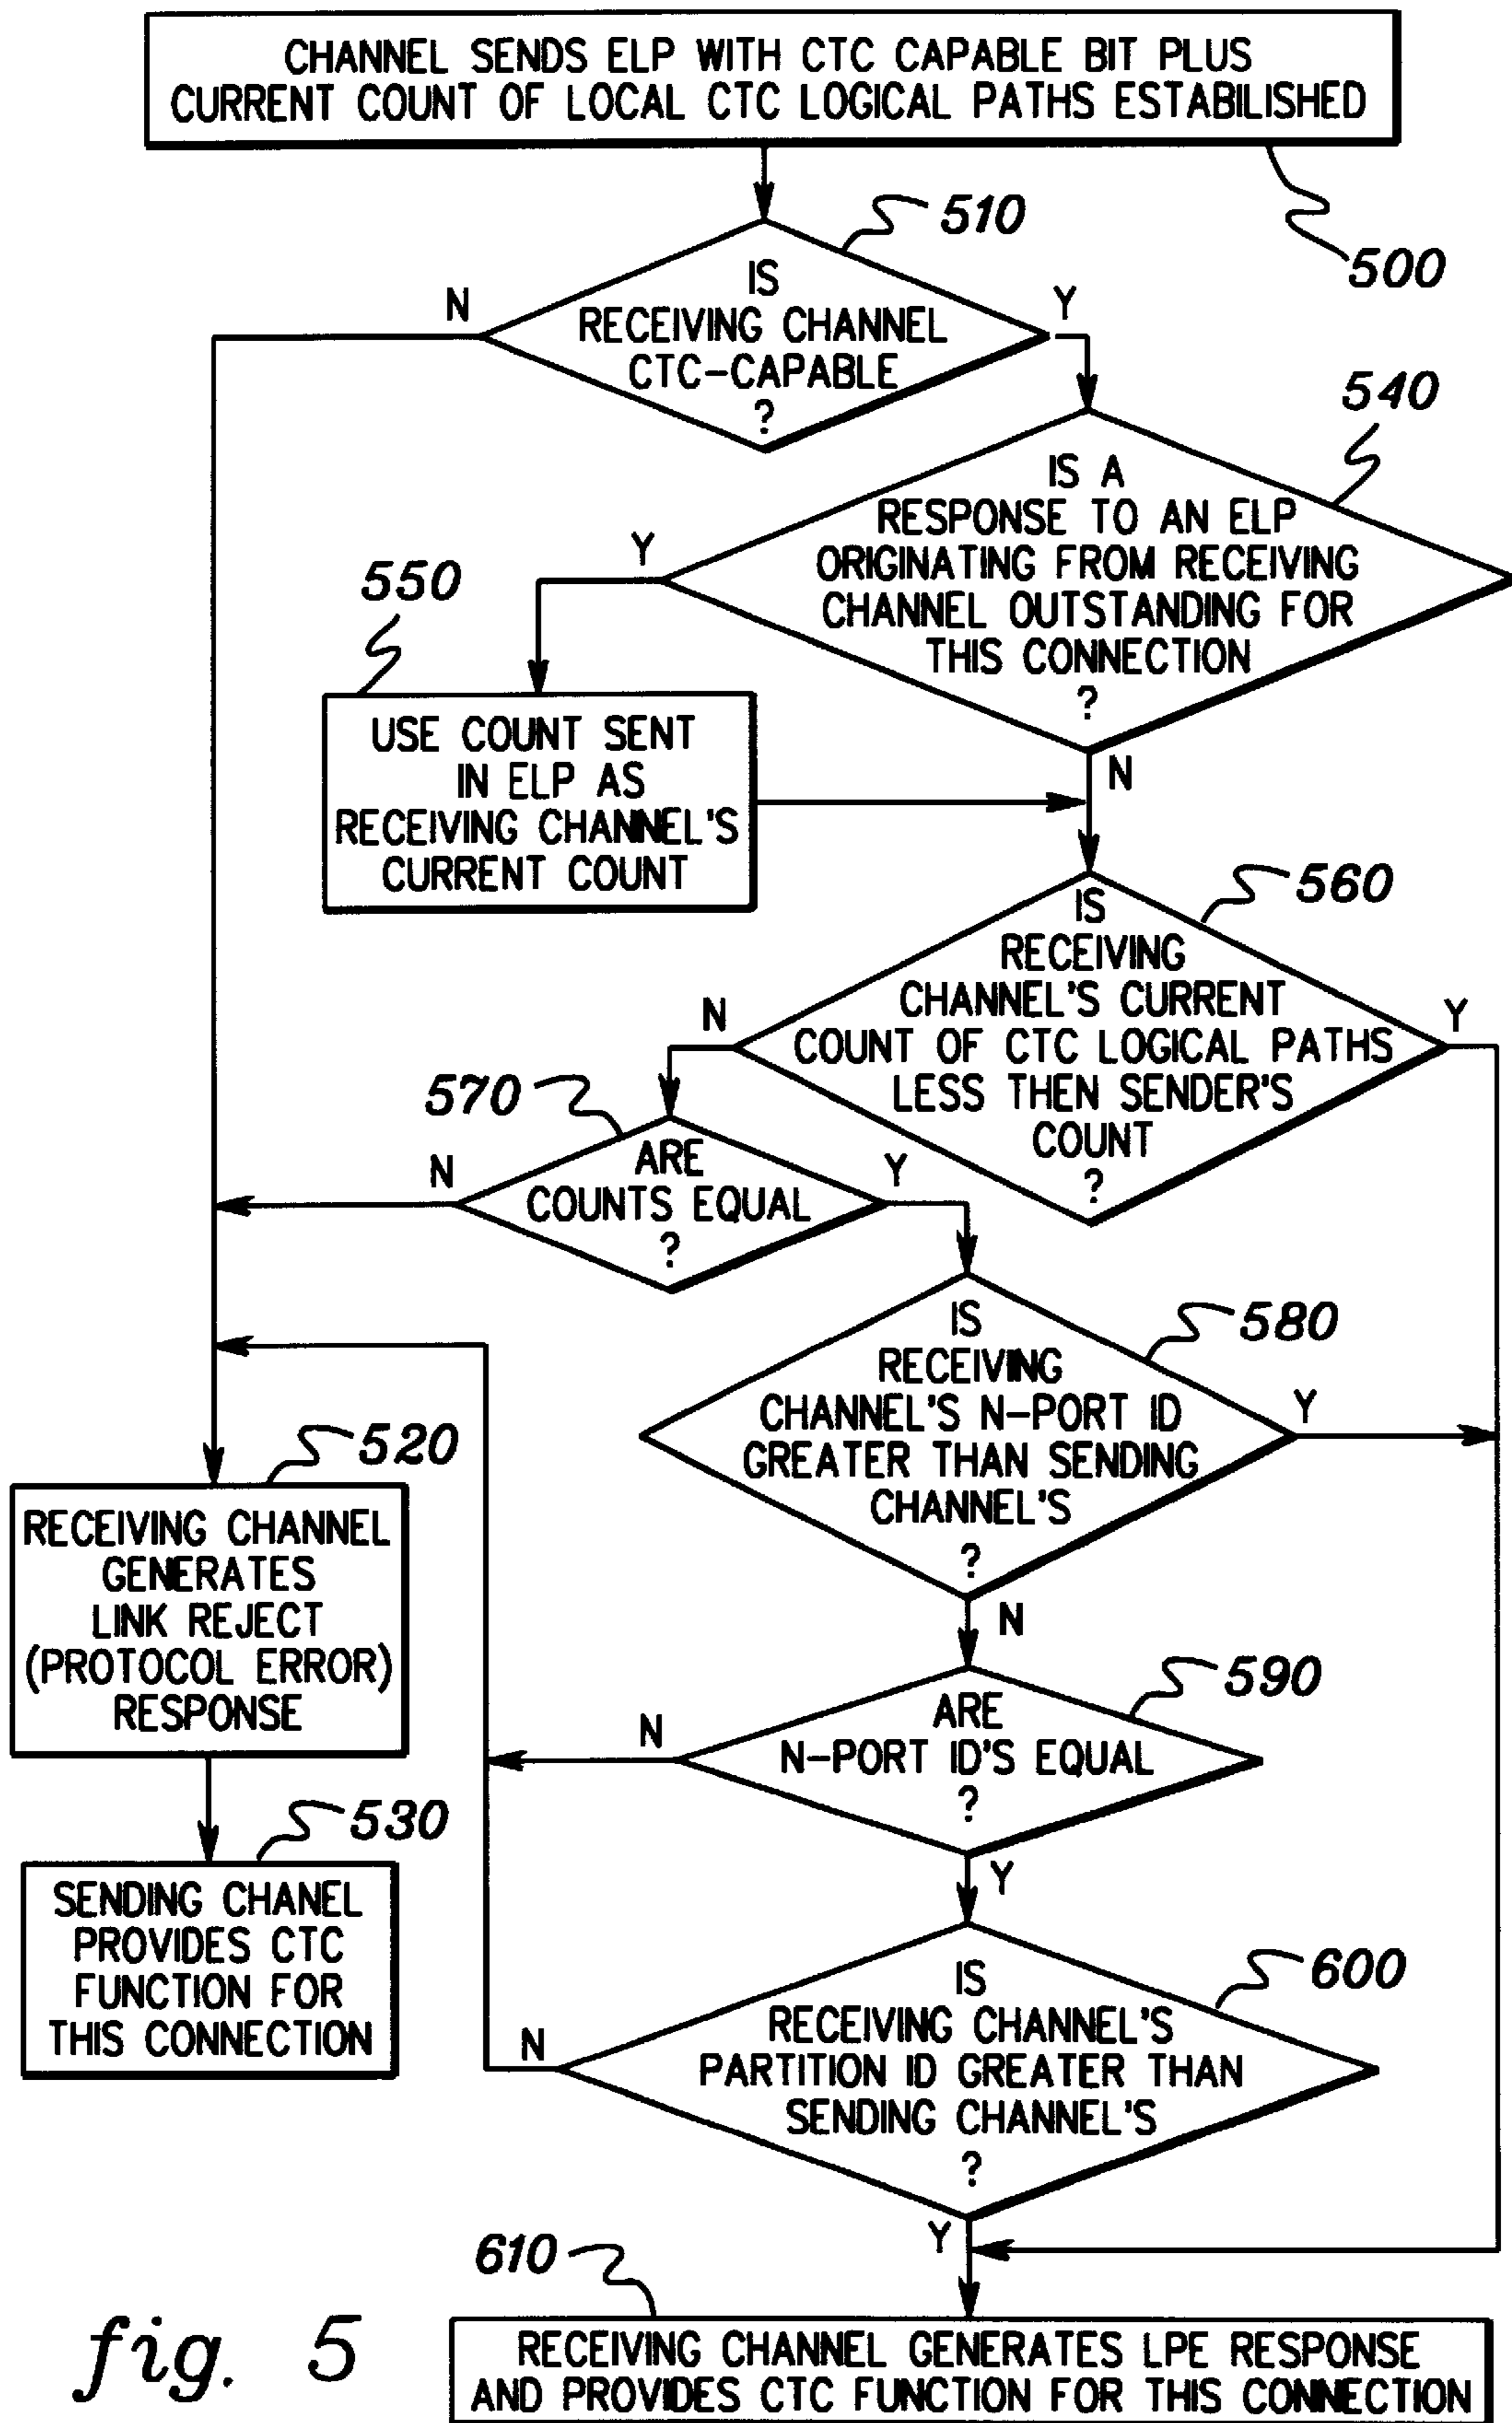 CHANNEL SENDS ELP WITH CTC CAPABLE BIT PLUS
CURRENT COUNT OF LOCAL CTC LOGICAL PATHS ESTABILISHED
500
510
IS
RECEIVING CHANNEL
CTC-CAPABLE
?
N
Y
540
IS A
RESPONSE TO AN ELP
ORIGINATING FROM RECEIVING
CHANNEL OUTSTANDING FOR
THIS CONNECTION
?
Y
N
550
USE COUNT SENT
IN ELP AS
RECEIVING CHANNEL'S
CURRENT COUNT
560
IS
RECEIVING
CHANNEL'S CURRENT
COUNT OF CTC LOGICAL PATHS
LESS THEN SENDER'S
COUNT
?
N
Y
570
ARE
COUNTS EQUAL
?
N
Y
580
IS
RECEIVING
CHANNEL'S N-PORT ID
GREATER THAN SENDING
CHANNEL'S
?
Y
N
520
RECEIVING CHANNEL
GENERATES
LINK REJECT
(PROTOCOL ERROR)
RESPONSE
590
ARE
N-PORT ID'S EQUAL
?
N
Y
530
SENDING CHANEL
PROVIDES CTC
FUNCTION FOR
THIS CONNECTION
600
IS
RECEIVING CHANNEL'S
PARTITION ID GREATER THAN
SENDING CHANNEL'S
?
N
Y
610
RECEIVING CHANNEL GENERATES LPE RESPONSE
AND PROVIDES CTC FUNCTION FOR THIS CONNECTION
fig. 5